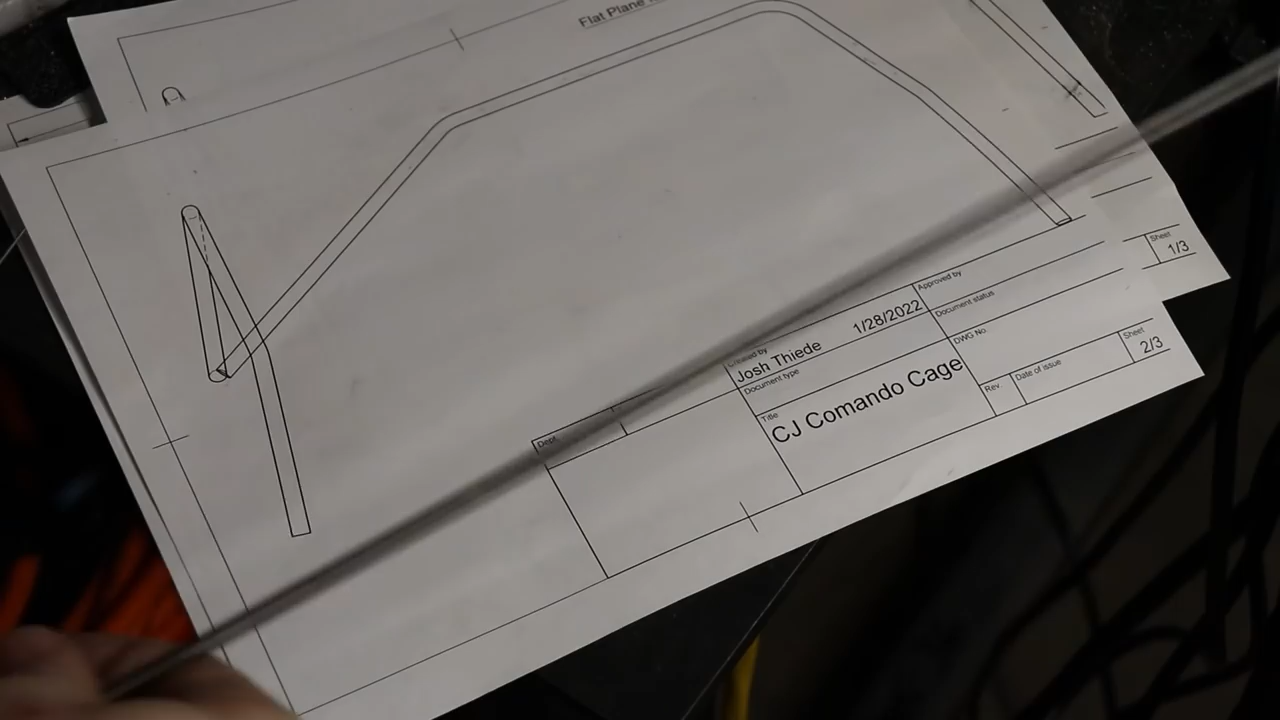 Flat Plane
Sheet
1/3
Created by
Josh Thiede
1/28/2022
Approved by
Document type
Document status
Dept.
Title
CJ Comando Cage
DWG No.
Rev
Date of issue
Sheet
2/3